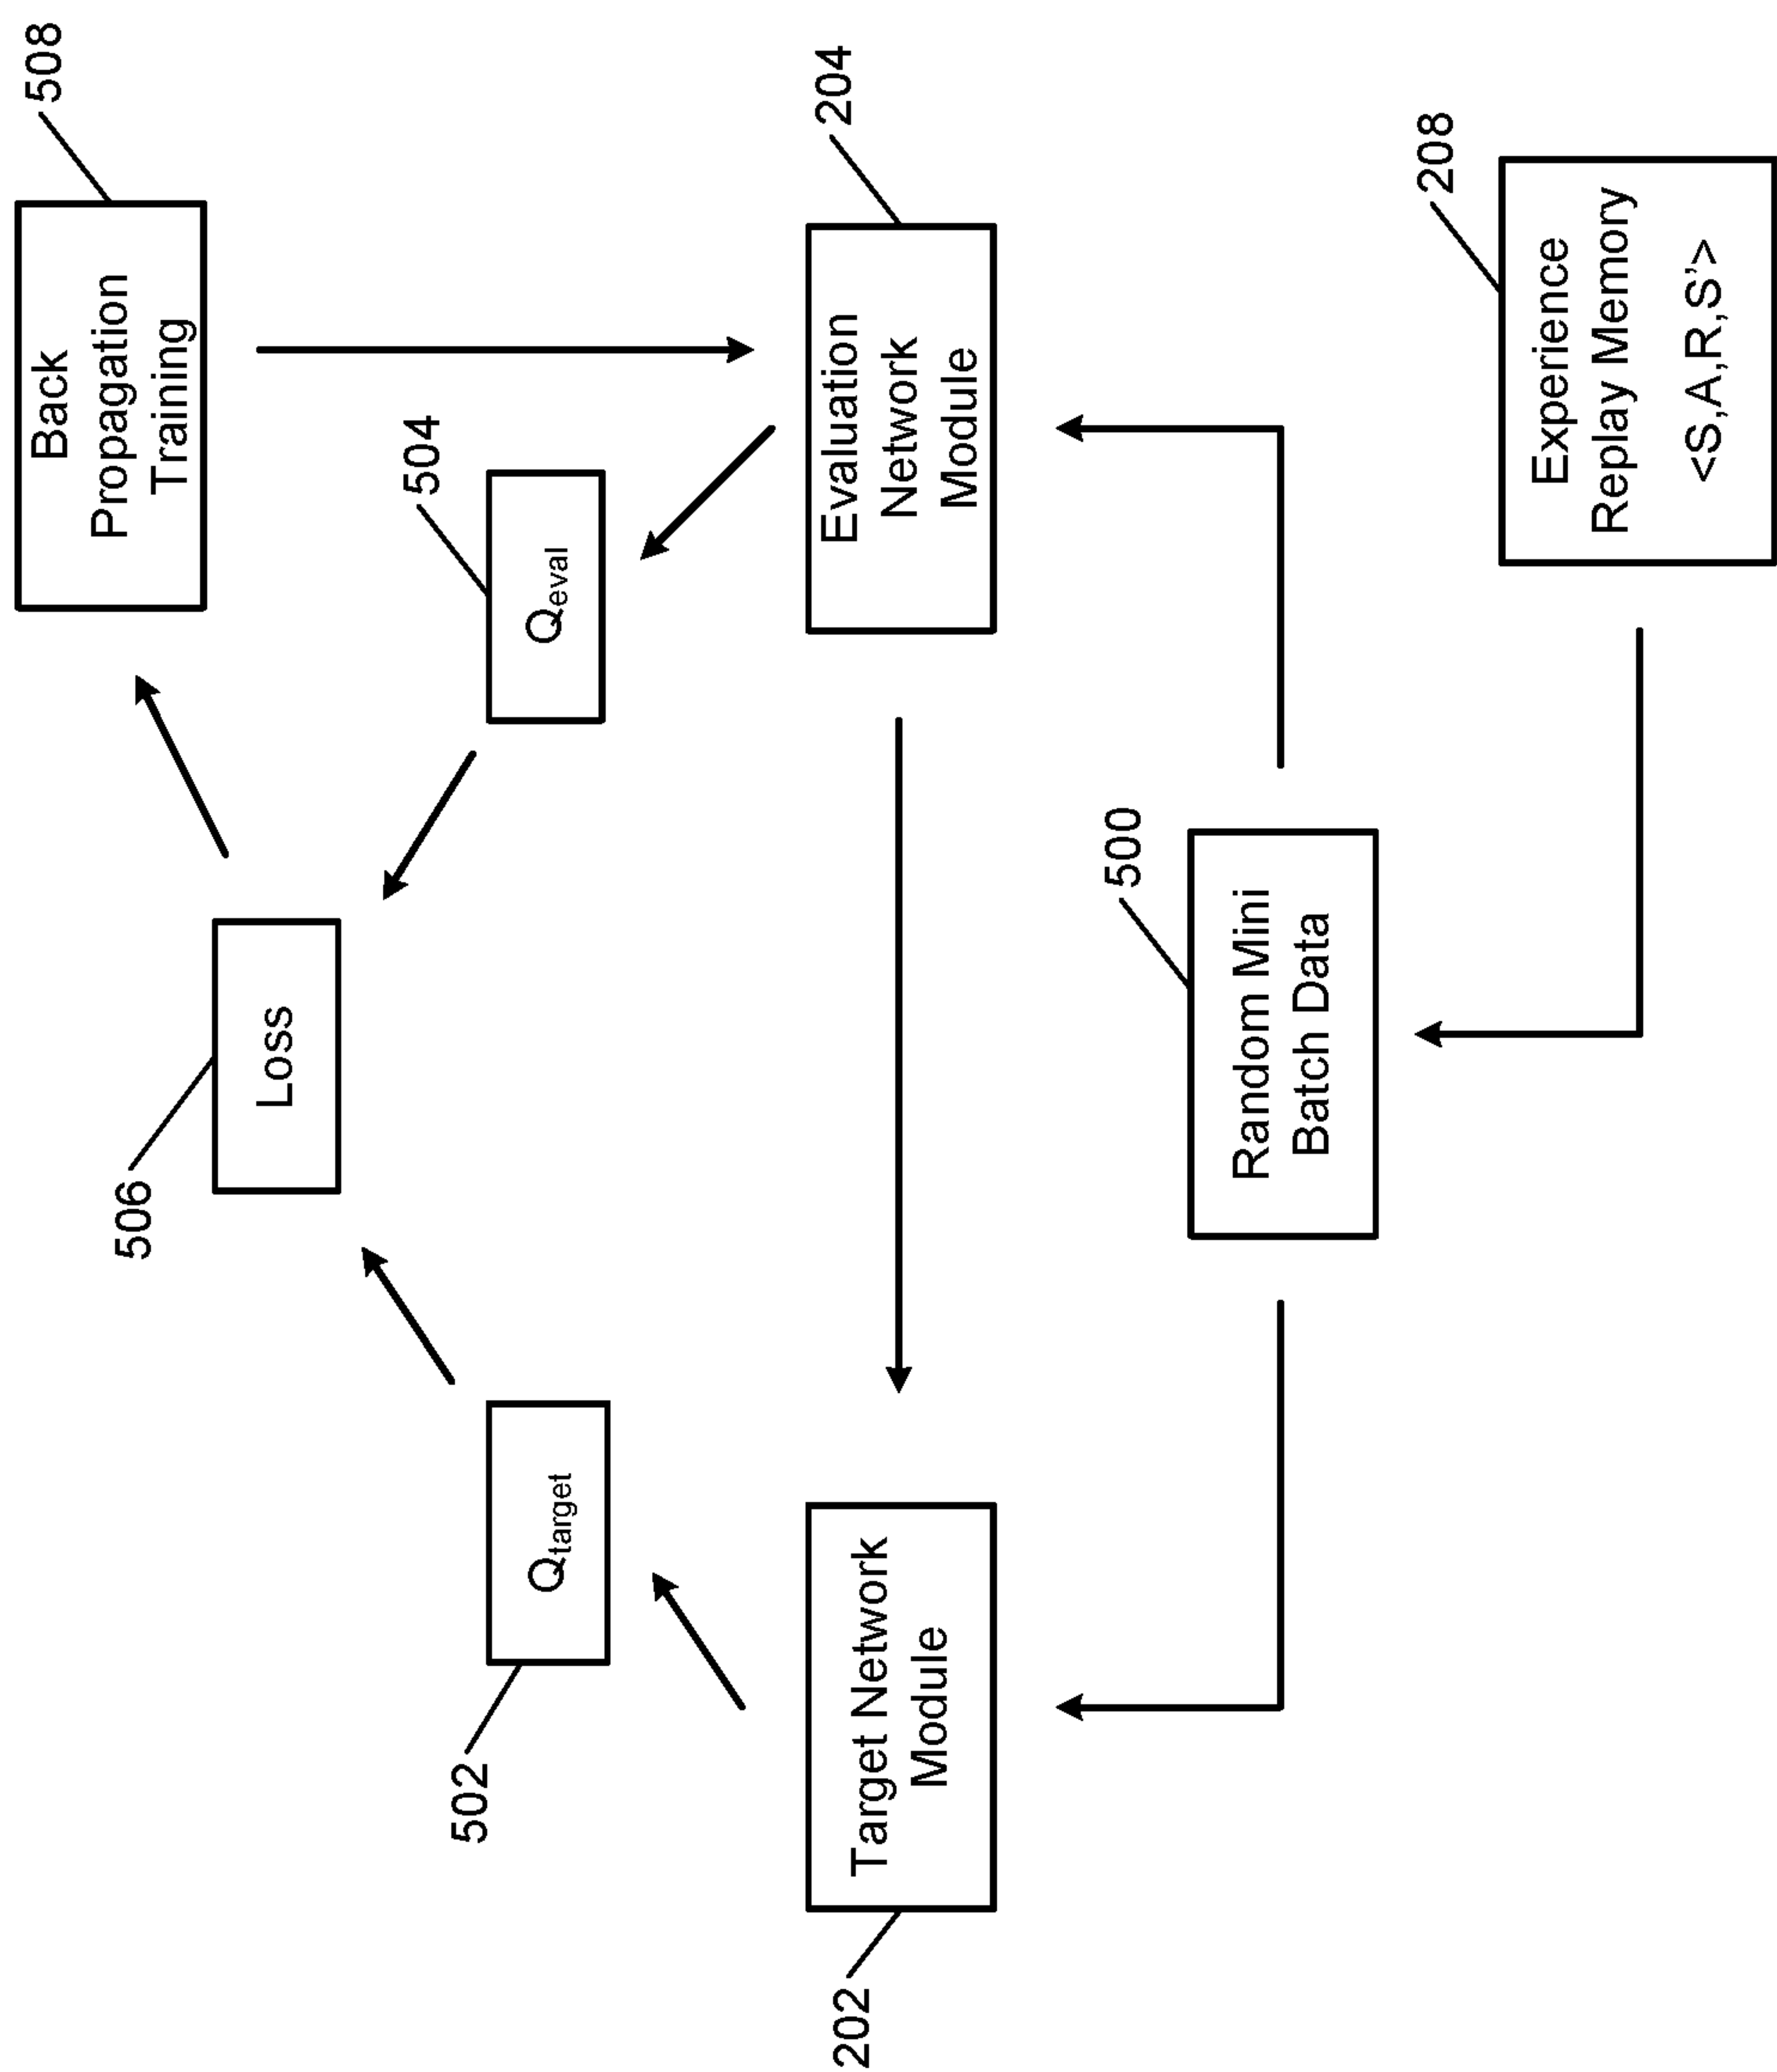 508
Back
Propagation
Training
506
Loss
504
Qeval
502
Qtarget
204
Evaluation
Network
Module
202
Target Network
Module
500
Random Mini
Batch Data
208
Experience
Replay Memory
<S,A,R,S’>